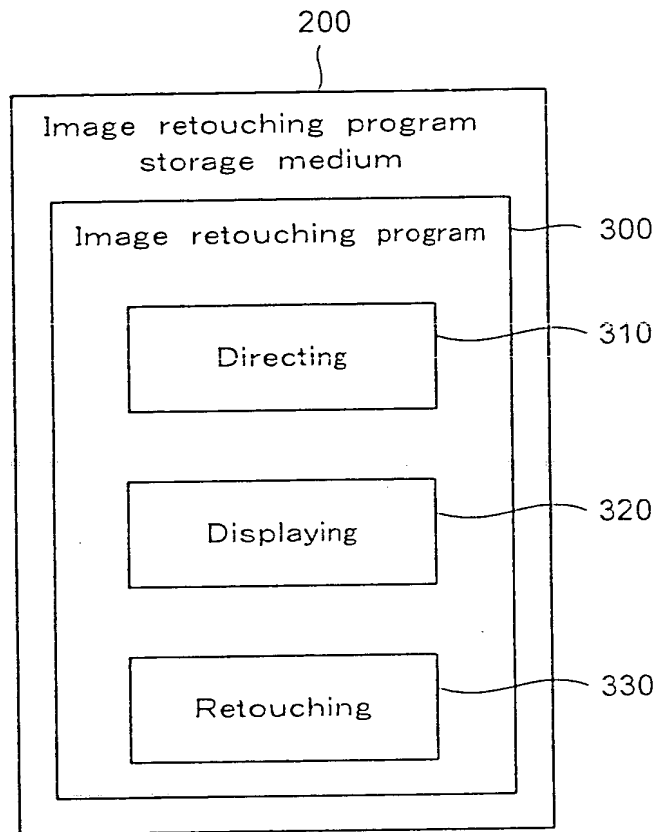 200
Image retouching program
storage medium
Image retouching program
300
Directing
310
Displaying
320
Retouching
330